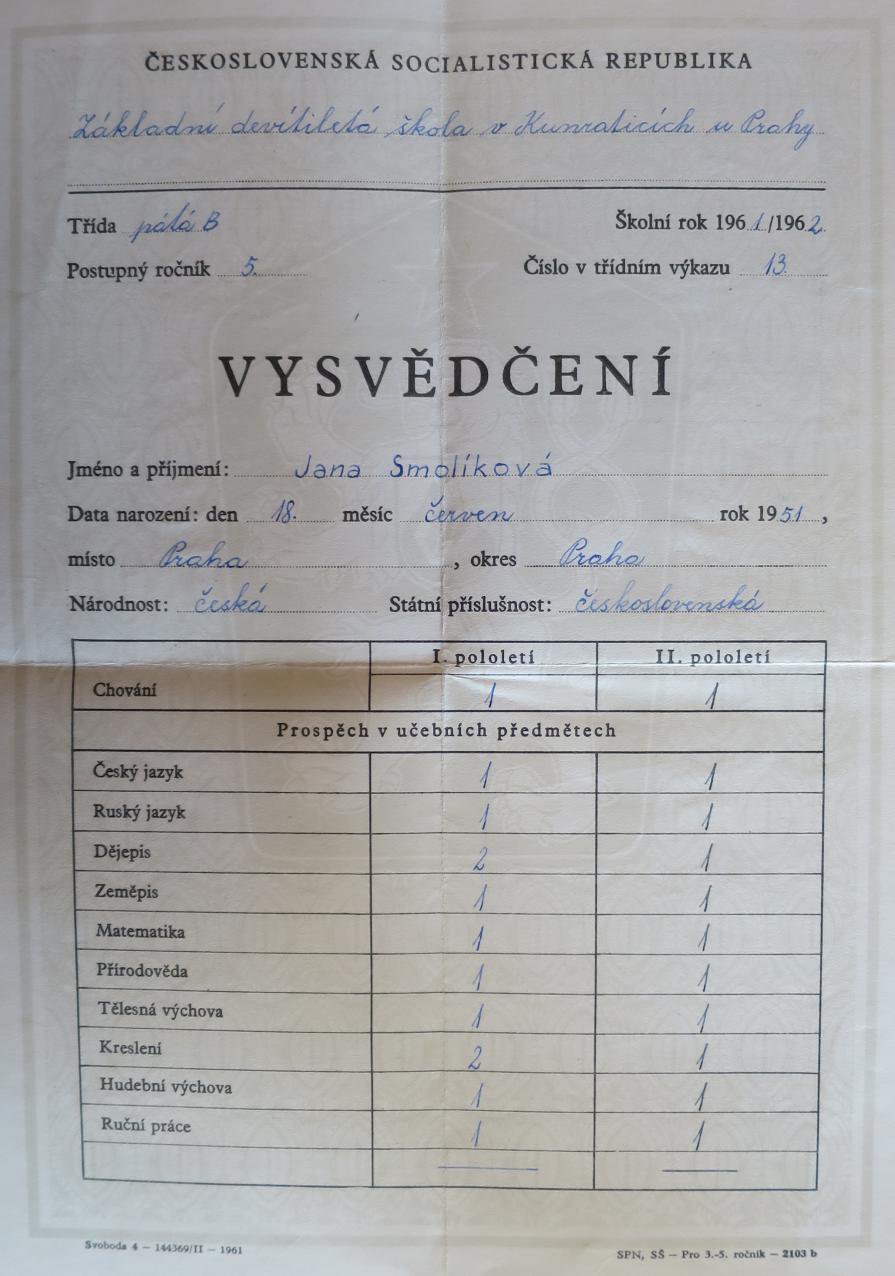 ČESKOSLOVENSKÁ SOCIALISTICKÁ REPUBLIKA
Základní devítiletá škola v Kunraticích u Prahy
Třída pátá B Školní rok 1961/1962
Postupný ročník 5. Číslo v třídním výkazu 13.
VYSVĚDČENÍ
Jméno a příjmení: Jana Smolíková
Data narození: den 18. měsíc červen rok 1951,
místo Praha, okres Praha
Národnost: česká Státní příslušnost: československá
I. pololetí II. pololetí
Chování 1 1
Prospěch v učebních předmětech
Český jazyk 1 1
Ruský jazyk 1 1
Dějepis 2 1
Zeměpis 1 1
Matematika 1 1
Přírodověda 1 1
Tělesná výchova 1 1
Kreslení 2 1
Hudební výchova 1 1
Ruční práce 1 1
Svoboda 4 — 144369/II — 1961 SPN, SŠ — Pro 3.-5. ročník — 2103 b